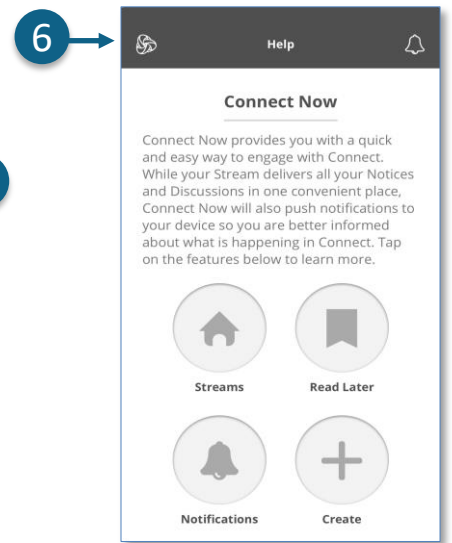 6
Help
Connect Now
Connect Now provides you with a quick
and easy way to engage with Connect.
While your Stream delivers all your Notices
and Discussions in one convenient place,
Connect Now will also push notifications to
your device so you are better informed
about what is happening in Connect. Tap
on the features below to learn more.
Streams
Read Later
Notifications
Create